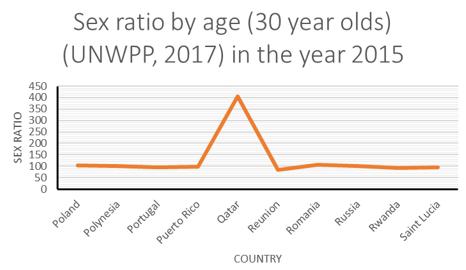 Sex ratio by age (30 year olds)
(UNWPP, 2017) in the year 2015
450
400
350
300
250
200
150
100
50
0
SEX RATIO
Poland
Polynesia
Portugal
Puerto Rico
Qatar
Reunion
Romania
Russia
Rwanda
Saint Lucia
COUNTRY